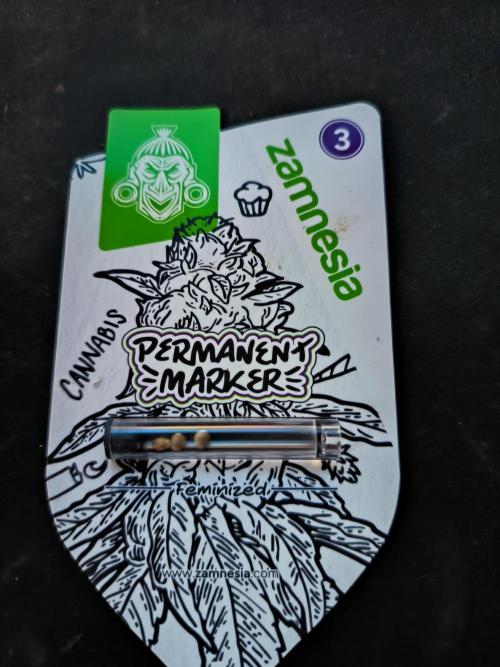 3
zamnesia
CANNABIS
PERMANENT
MARKER
Feminized
www.zamnesia.com